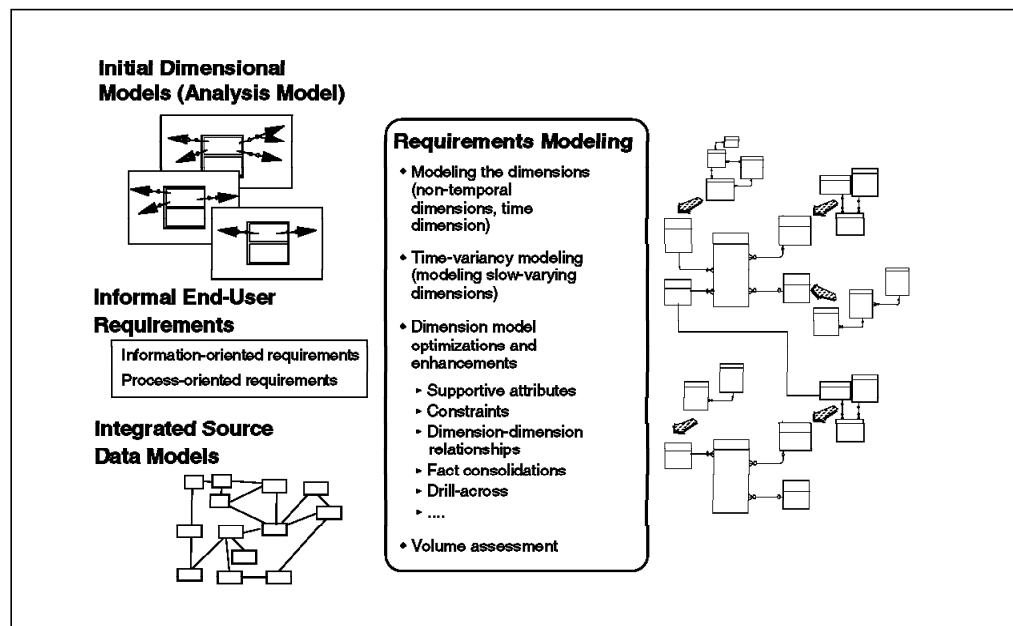 Initial Dimensional
Models (Analysis Model)
Informal End-User
Requirements
Information-oriented requirements
Process-oriented requirements
Integrated Source
Data Models
Requirements Modeling
• Modeling the dimensions
(non-temporal
dimensions, time
dimension)
• Time-variancy modeling
(modeling slow-varying
dimensions)
• Dimension model
optimizations and
enhancements
▸ Supportive attributes
▸ Constraints
▸ Dimension-dimension
relationships
▸ Fact consolidations
▸ Drill-across
▸ ....
• Volume assessment